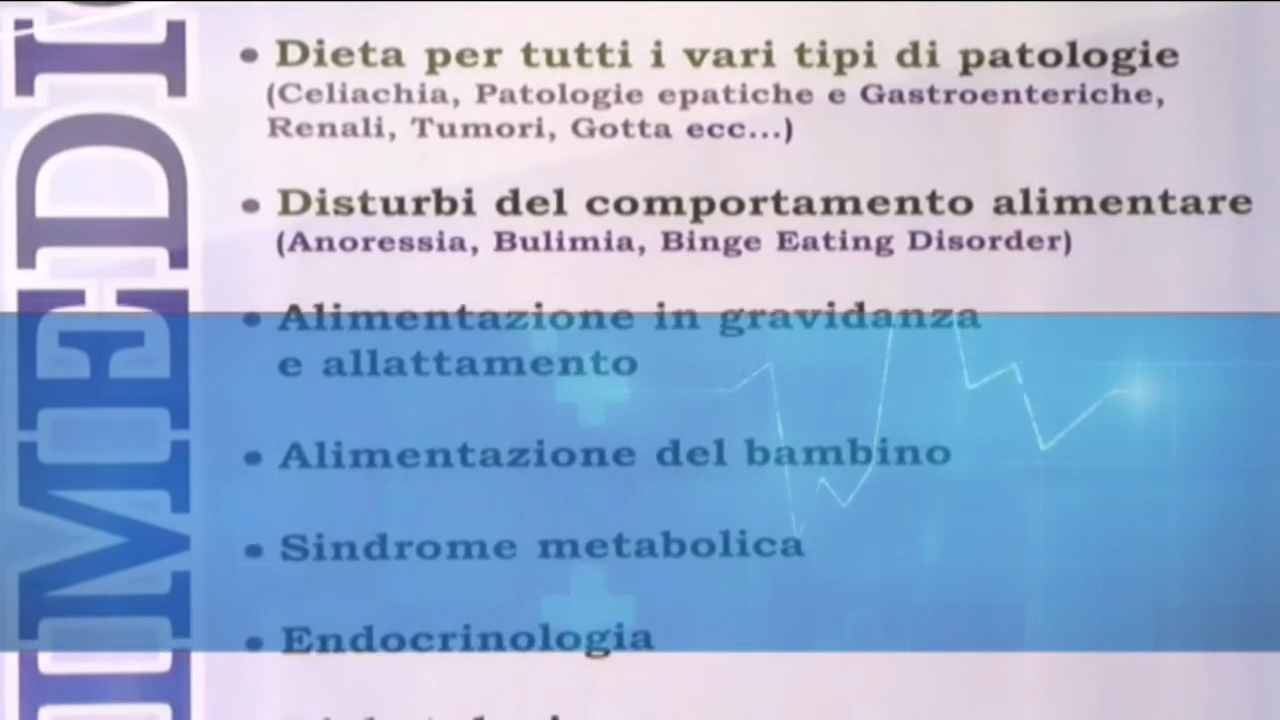 • Dieta per tutti i vari tipi di patologie
(Celiachia, Patologie epatiche e Gastroenteriche,
Renali, Tumori, Gotta ecc...)
• Disturbi del comportamento alimentare
(Anoressia, Bulimia, Binge Eating Disorder)
• Alimentazione in gravidanza
e allattamento
• Alimentazione del bambino
• Sindrome metabolica
• Endocrinologia